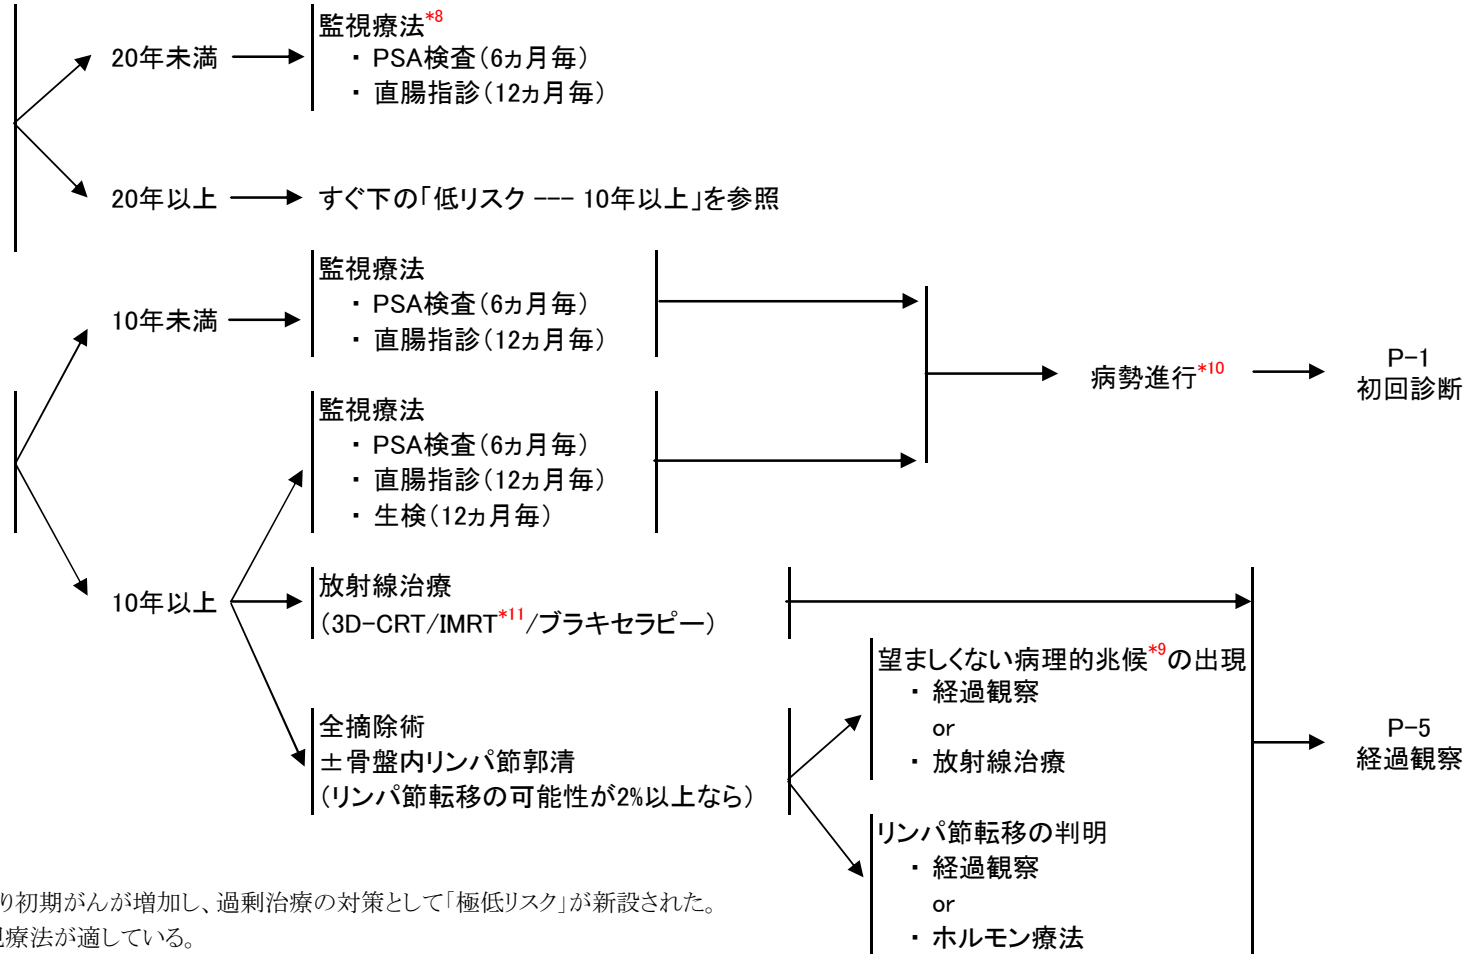 監視療法*8
20年未満
・ PSA検査(6ヵ月毎)
・ 直腸指診(12ヵ月毎)
20年以上
すぐ下の「低リスク --- 10年以上」を参照
監視療法
10年未満
・ PSA検査(6ヵ月毎)
・ 直腸指診(12ヵ月毎)
監視療法
・ PSA検査(6ヵ月毎)
・ 直腸指診(12ヵ月毎)
・ 生検(12ヵ月毎)
病勢進行*10
P-1
初回診断
10年以上
放射線治療
(3D-CRT/IMRT*11/ブラキセラピー)
全摘除術
±骨盤内リンパ節郭清
(リンパ節転移の可能性が2%以上なら)
望ましくない病理的兆候*9の出現
・ 経過観察
or
・ 放射線治療
リンパ節転移の判明
・ 経過観察
or
・ ホルモン療法
P-5
経過観察
り初期がんが増加し、過剰治療の対策として「極低リスク」が新設された。
視療法が適している。